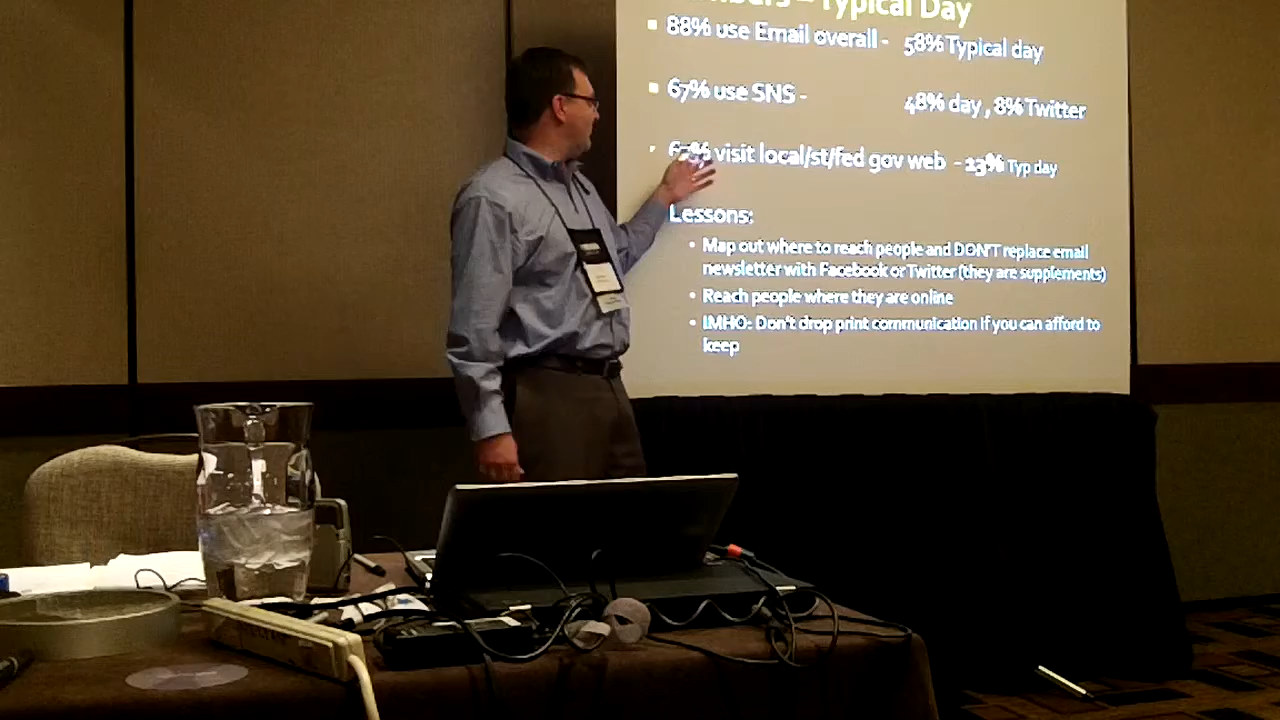 Typical Day
88% use Email overall - 58% Typical day
67% use SNS - 48% day , 8% Twitter
visit local/st/fed gov web - 13% Typ day
Lessons:
Map out where to reach people and DON'T replace email
newsletter with Facebook or Twitter (they are supplements)
Reach people where they are online
IMHO: Don't drop print communication if you can afford to
keep